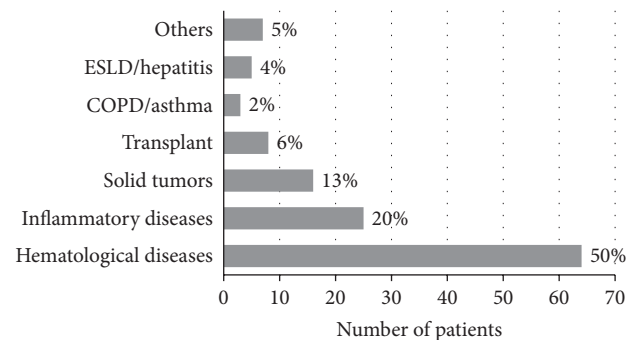 Others 5%
ESLD/hepatitis 4%
COPD/asthma 2%
Transplant 6%
Solid tumors 13%
Inflammatory diseases 20%
Hematological diseases 50%
0 10 20 30 40 50 60 70
Number of patients